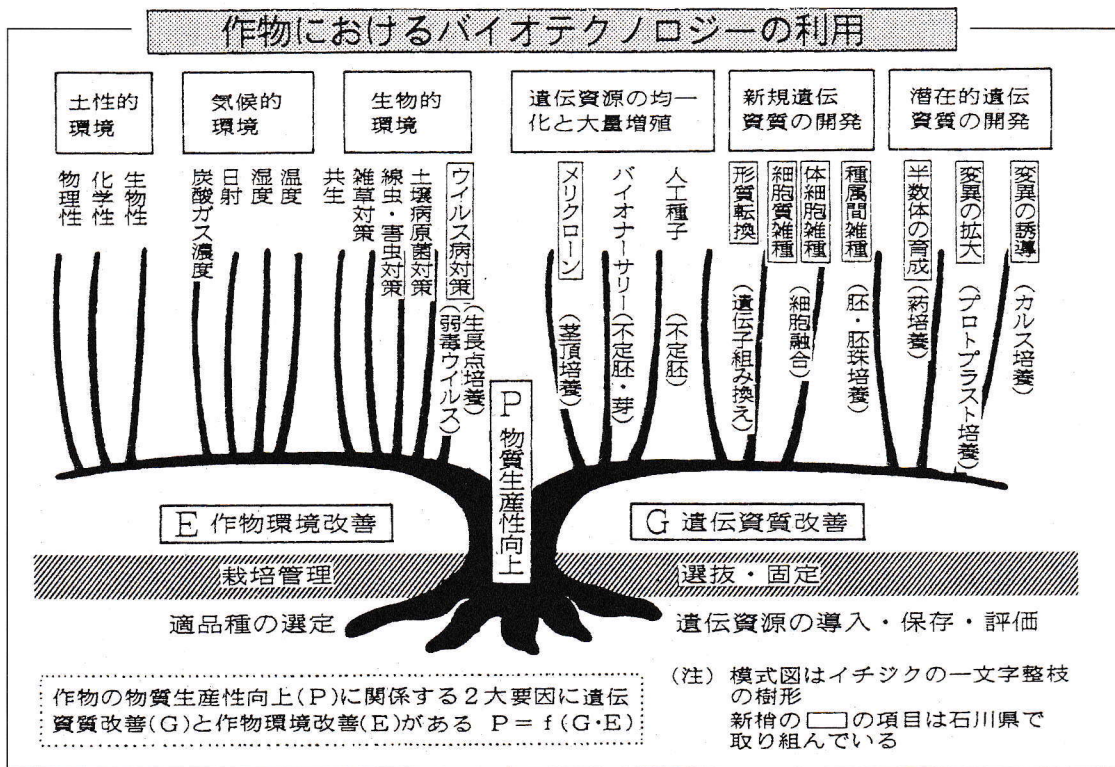 作物におけるバイオテクノロジーの利用
土性的
環境
気候的
環境
生物的
環境
遺伝資源の均一
化と大量増殖
新規遺伝
資質の開発
潜在的遺伝
資質の開発
物理性
化学性
生物性
炭酸ガス濃度
日射
湿度
温度
共生
雑草対策
線虫・害虫対策
土壌病原菌対策
ウイルス病対策
(生長点培養)
(弱毒ウイルス)
メリクローン
(茎頂培養)
バイオナーサリー
(不定胚・芽)
人工種子
(不定胚)
形質転換
(遺伝子組み換え)
細胞質雑種
体細胞雑種
(細胞融合)
種属間雑種
(胚・胚珠培養)
半数体の育成
(葯培養)
変異の拡大
(プロトプラスト培養)
変異の誘導
(カルス培養)
P 物質生産性向上
E 作物環境改善
G 遺伝資質改善
栽培管理
選抜・固定
適品種の選定
遺伝資源の導入・保存・評価
作物の物質生産性向上(P)に関係する2大要因に遺伝
資質改善(G)と作物環境改善(E)がある P=f(G・E)
(注) 模式図はイチジクの一文字整枝
の樹形
新梢の□の項目は石川県で
取り組んでいる